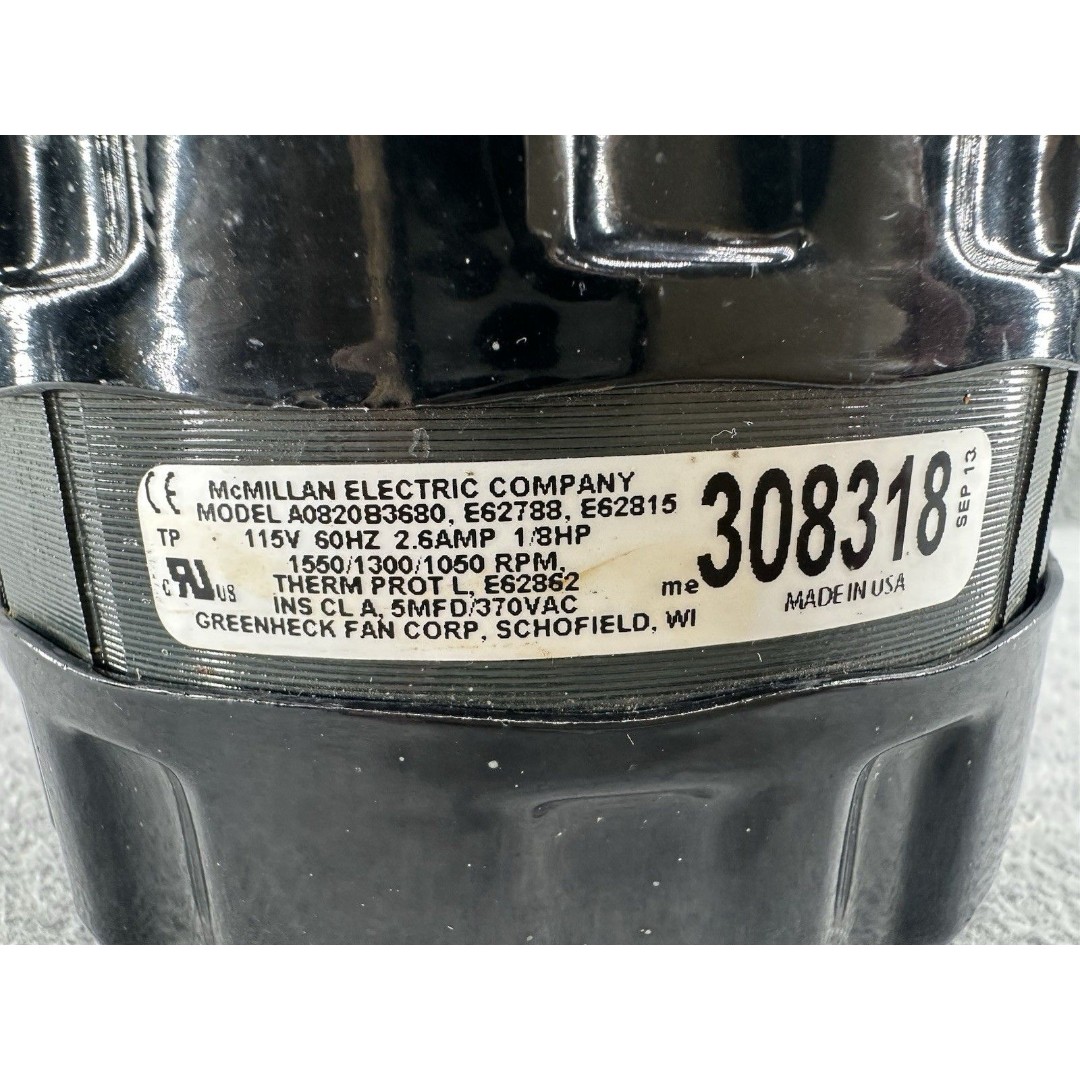 CE McMILLAN ELECTRIC COMPANY
MODEL A0820B3680, E62788, E62815
TP 115V 60HZ 2.6AMP 1/8HP
1550/1300/1050 RPM,
c RU US THERM PROT L, E62862
INS CL A, 5MFD/370VAC
GREENHECK FAN CORP, SCHOFIELD, WI
me 308318
SEP 13
MADE IN USA